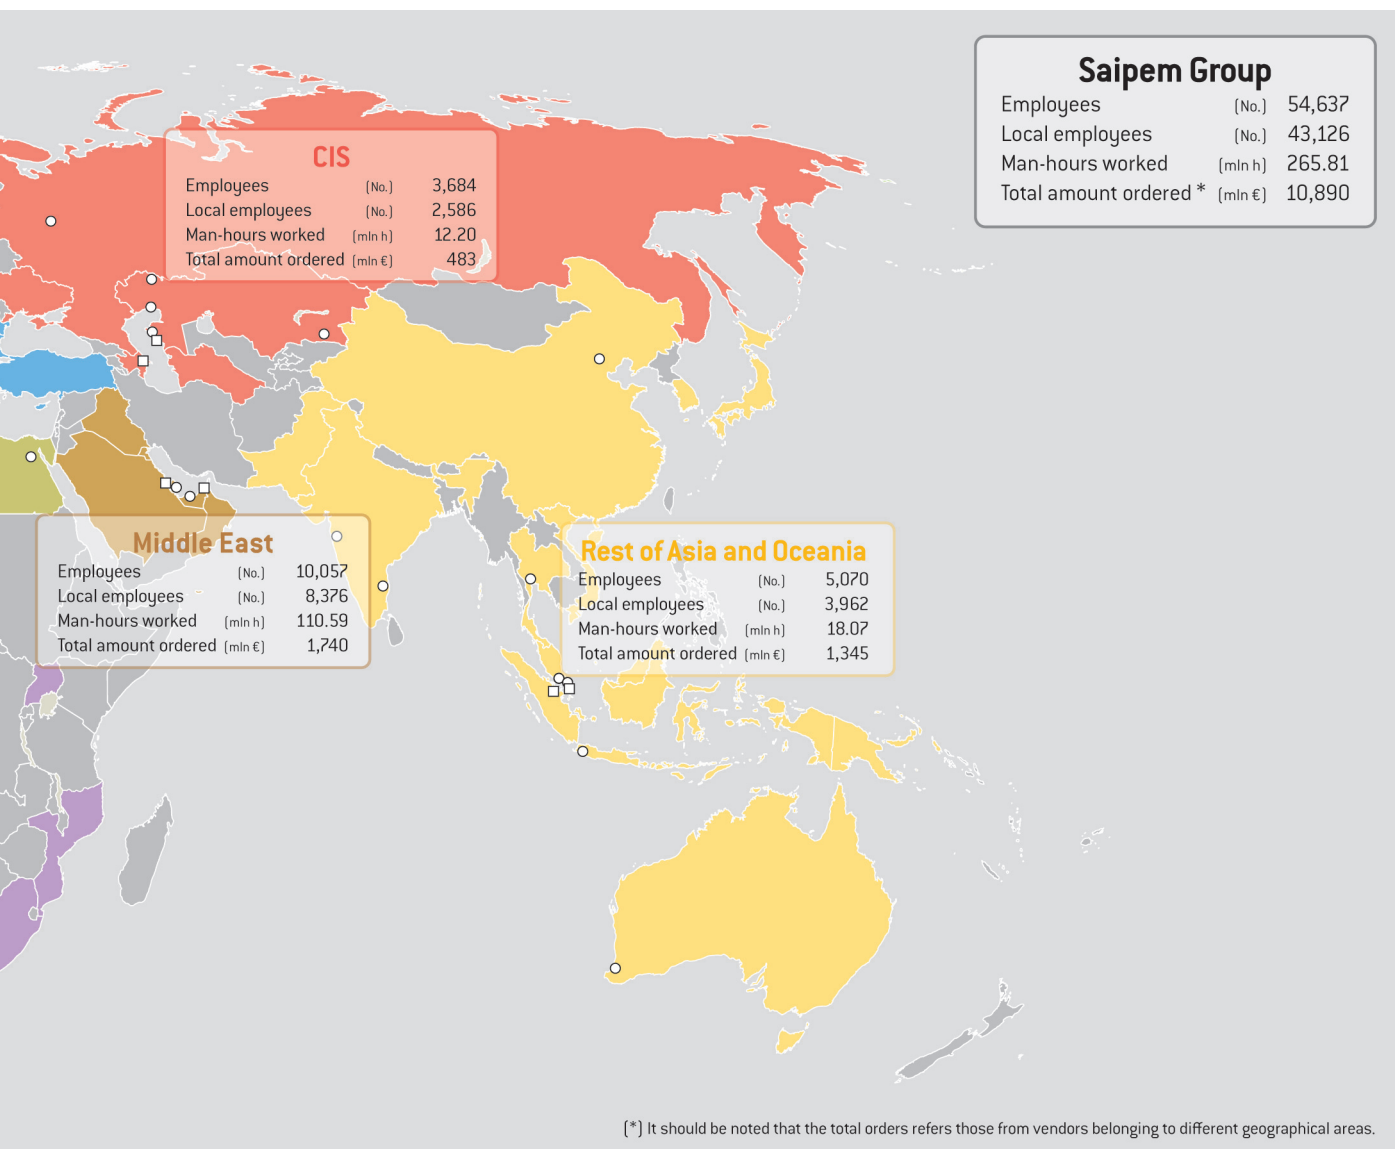 Saipem Group
Employees (No.) 54,637
Local employees (No.) 43,126
Man-hours worked (mln h) 265.81
Total amount ordered * (mln €) 10,890
CIS
Employees (No.) 3,684
Local employees (No.) 2,586
Man-hours worked (mln h) 12.20
Total amount ordered (mln €) 483
Middle East
Employees (No.) 10,057
Local employees (No.) 8,376
Man-hours worked (mln h) 110.59
Total amount ordered (mln €) 1,740
Rest of Asia and Oceania
Employees (No.) 5,070
Local employees (No.) 3,962
Man-hours worked (mln h) 18.07
Total amount ordered (mln €) 1,345
(*) It should be noted that the total orders refers those from vendors belonging to different geographical areas.